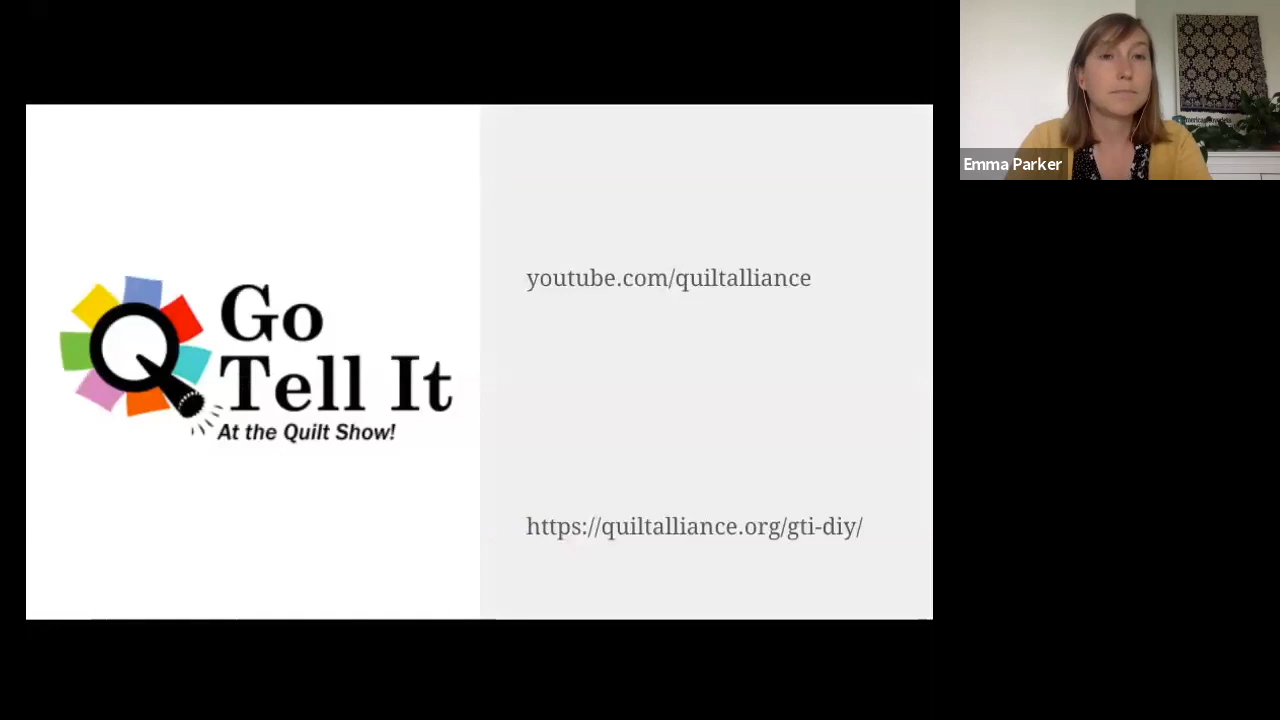 Go
Tell It
At the Quilt Show!
youtube.com/quiltalliance
https://quiltalliance.org/gti-diy/
Emma Parker